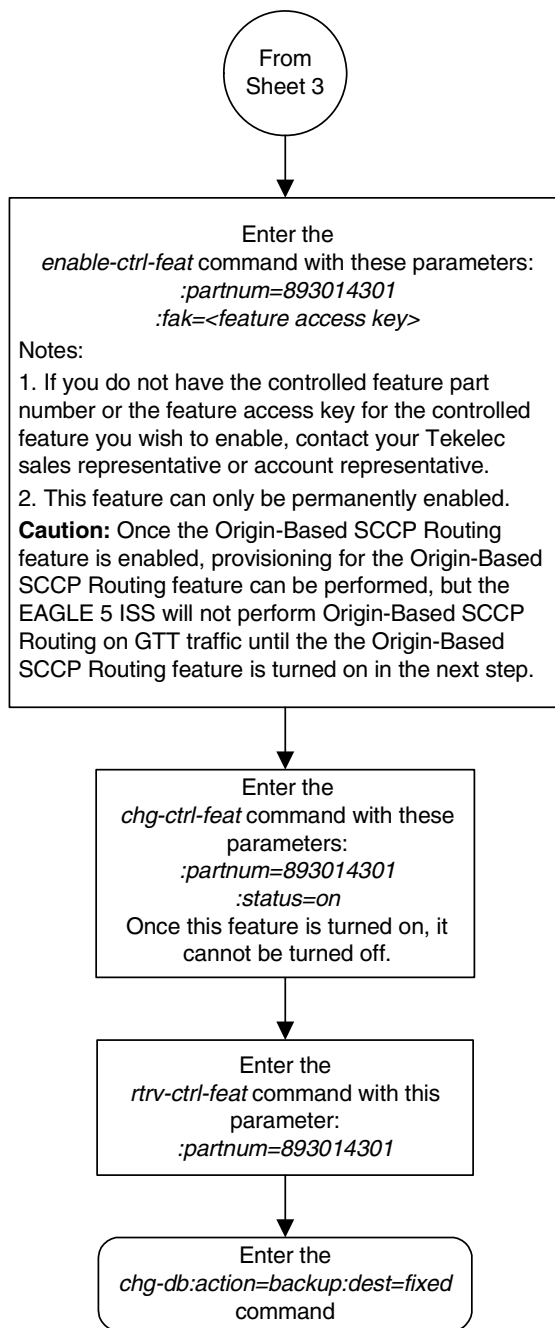 From
Sheet 3
Enter the
enable-ctrl-feat command with these parameters:
:partnum=893014301
:fak=<feature access key>
Notes:
1. If you do not have the controlled feature part
number or the feature access key for the controlled
feature you wish to enable, contact your Tekelec
sales representative or account representative.
2. This feature can only be permanently enabled.
Caution: Once the Origin-Based SCCP Routing
feature is enabled, provisioning for the Origin-Based
SCCP Routing feature can be performed, but the
EAGLE 5 ISS will not perform Origin-Based SCCP
Routing on GTT traffic until the the Origin-Based
SCCP Routing feature is turned on in the next step.
Enter the
chg-ctrl-feat command with these
parameters:
:partnum=893014301
:status=on
Once this feature is turned on, it
cannot be turned off.
Enter the
rtrv-ctrl-feat command with this
parameter:
:partnum=893014301
Enter the
chg-db:action=backup:dest=fixed
command